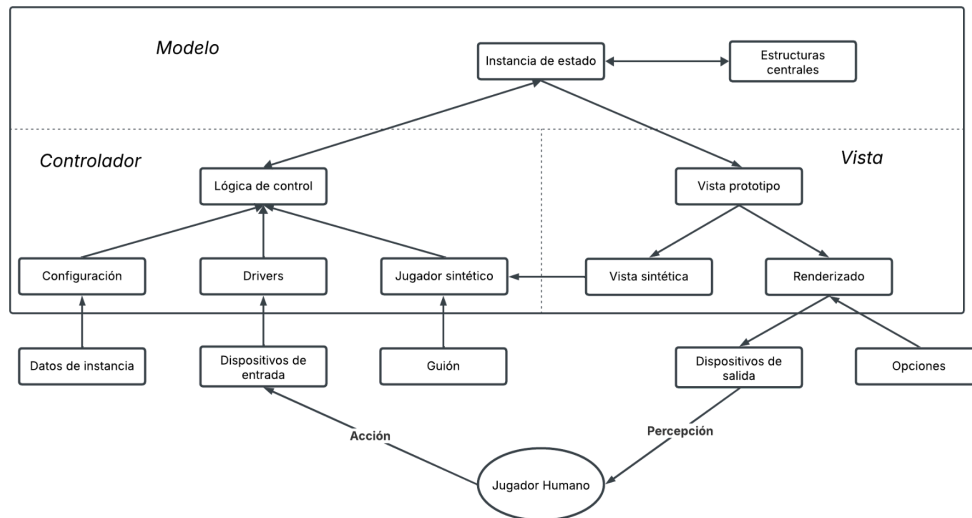 Modelo
Instancia de estado
Estructuras
centrales
Controlador
Vista
Lógica de control
Vista prototipo
Configuración
Drivers
Jugador sintético
Vista sintética
Renderizado
Datos de instancia
Dispositivos de
entrada
Guión
Dispositivos de
salida
Opciones
Acción
Percepción
Jugador Humano